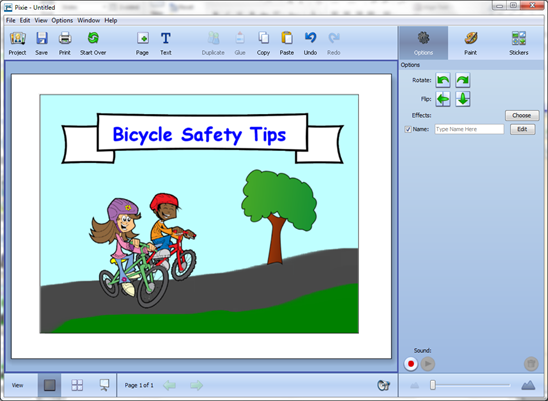 Pixie - Untitled
File Edit View Options Window Help
Project Save Print Start Over Page Text Duplicate Glue Copy Paste Undo Redo Options Paint Stickers
Options
Rotate:
Flip:
Effects: Choose
Name: Type Name Here Edit
Bicycle Safety Tips
Sound:
View Page 1 of 1